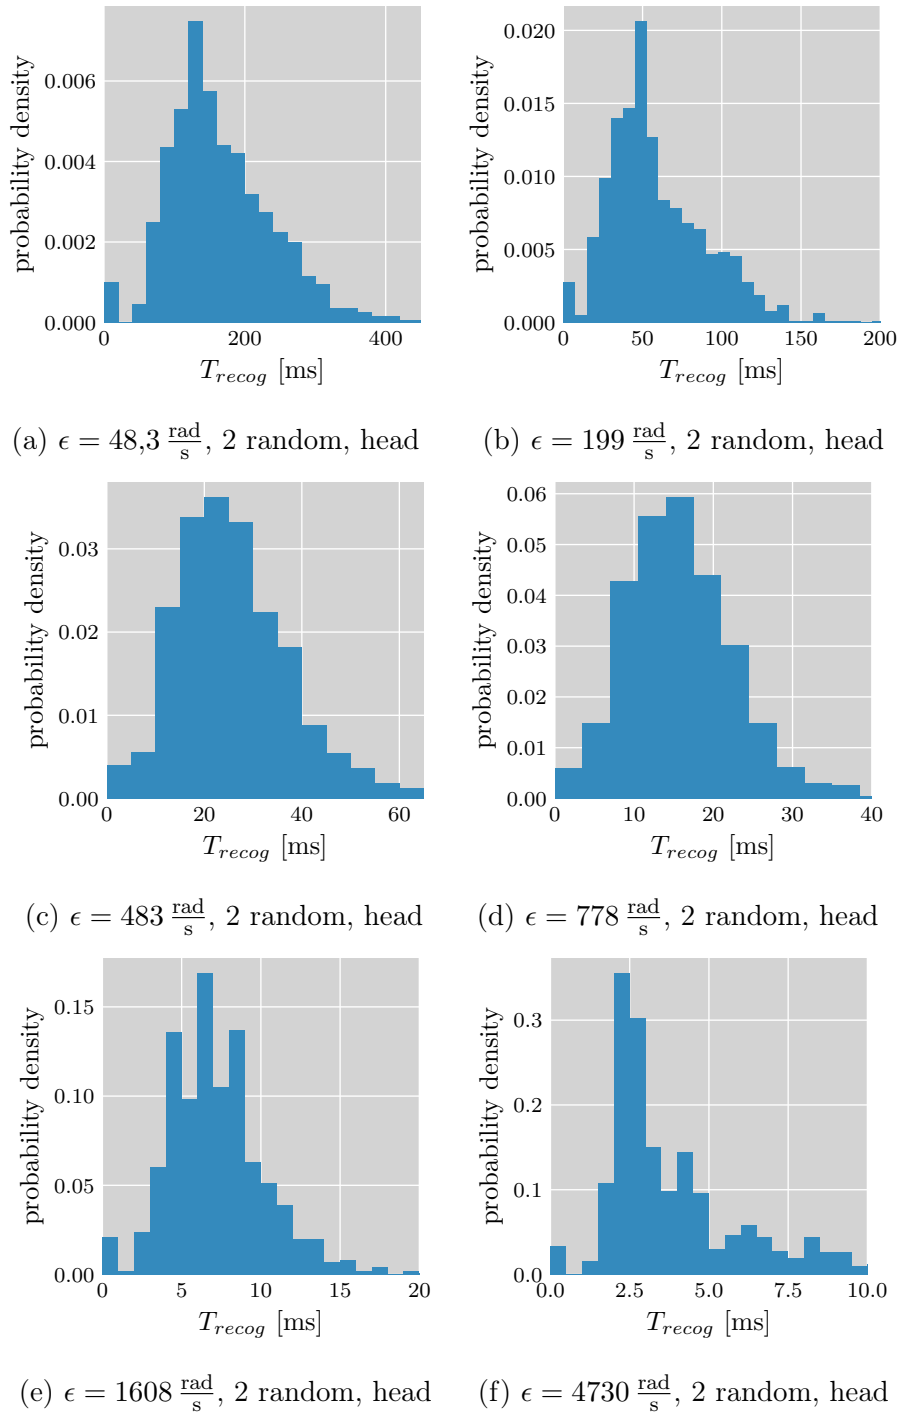 probability density
0.006
0.004
0.002
0.000
0 200 400
T_recog [ms]
(a) ϵ = 48,3 rad/s, 2 random, head
probability density
0.020
0.015
0.010
0.005
0.000
0 50 100 150 200
T_recog [ms]
(b) ϵ = 199 rad/s, 2 random, head
probability density
0.03
0.02
0.01
0.00
0 20 40 60
T_recog [ms]
(c) ϵ = 483 rad/s, 2 random, head
probability density
0.06
0.05
0.04
0.03
0.02
0.01
0.00
0 10 20 30 40
T_recog [ms]
(d) ϵ = 778 rad/s, 2 random, head
probability density
0.15
0.10
0.05
0.00
0 5 10 15 20
T_recog [ms]
(e) ϵ = 1608 rad/s, 2 random, head
probability density
0.3
0.2
0.1
0.0
0.0 2.5 5.0 7.5 10.0
T_recog [ms]
(f) ϵ = 4730 rad/s, 2 random, head